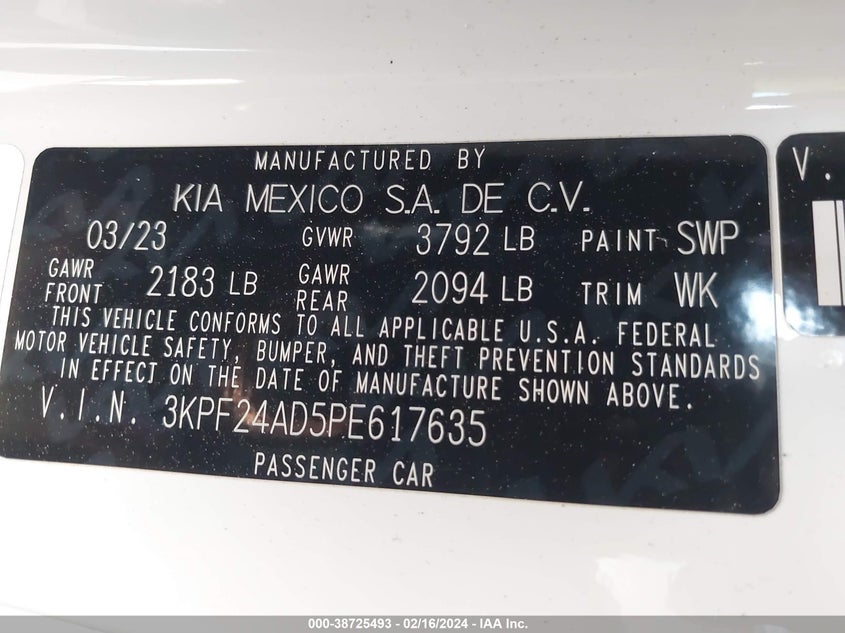 MANUFACTURED BY
KIA MEXICO S.A. DE C.V.
03/23 GVWR 3792 LB PAINT SWP
GAWR FRONT 2183 LB GAWR REAR 2094 LB TRIM WK
THIS VEHICLE CONFORMS TO ALL APPLICABLE U.S.A. FEDERAL
MOTOR VEHICLE SAFETY, BUMPER, AND THEFT PREVENTION STANDARDS
IN EFFECT ON THE DATE OF MANUFACTURE SHOWN ABOVE.
V.I.N. 3KPF24AD5PE617635
PASSENGER CAR
V.
000-38725493 - 02/16/2024 - IAA Inc.